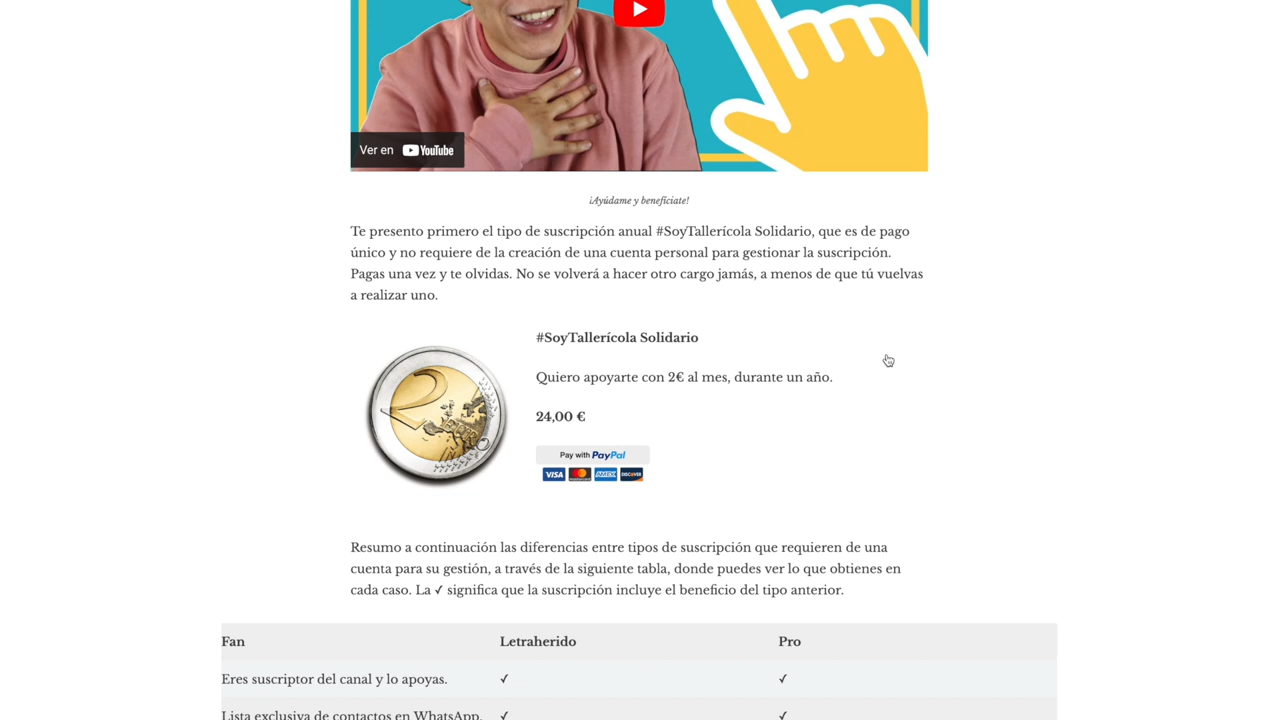 Ver en YouTube
¡Ayúdame y benefíciate!
Te presento primero el tipo de suscripción anual #SoyTallerícola Solidario, que es de pago
único y no requiere de la creación de una cuenta personal para gestionar la suscripción.
Pagas una vez y te olvidas. No se volverá a hacer otro cargo jamás, a menos de que tú vuelvas
a realizar uno.
#SoyTallerícola Solidario
Quiero apoyarte con 2€ al mes, durante un año.
24,00 €
2
Pay with PayPal
VISA mastercard AMEX DISCOVER
Resumo a continuación las diferencias entre tipos de suscripción que requieren de una
cuenta para su gestión, a través de la siguiente tabla, donde puedes ver lo que obtienes en
cada caso. La ✓ significa que la suscripción incluye el beneficio del tipo anterior.
Fan Letraherido Pro
Eres suscriptor del canal y lo apoyas. ✓ ✓
Lista exclusiva de contactos en WhatsApp. ✓ ✓